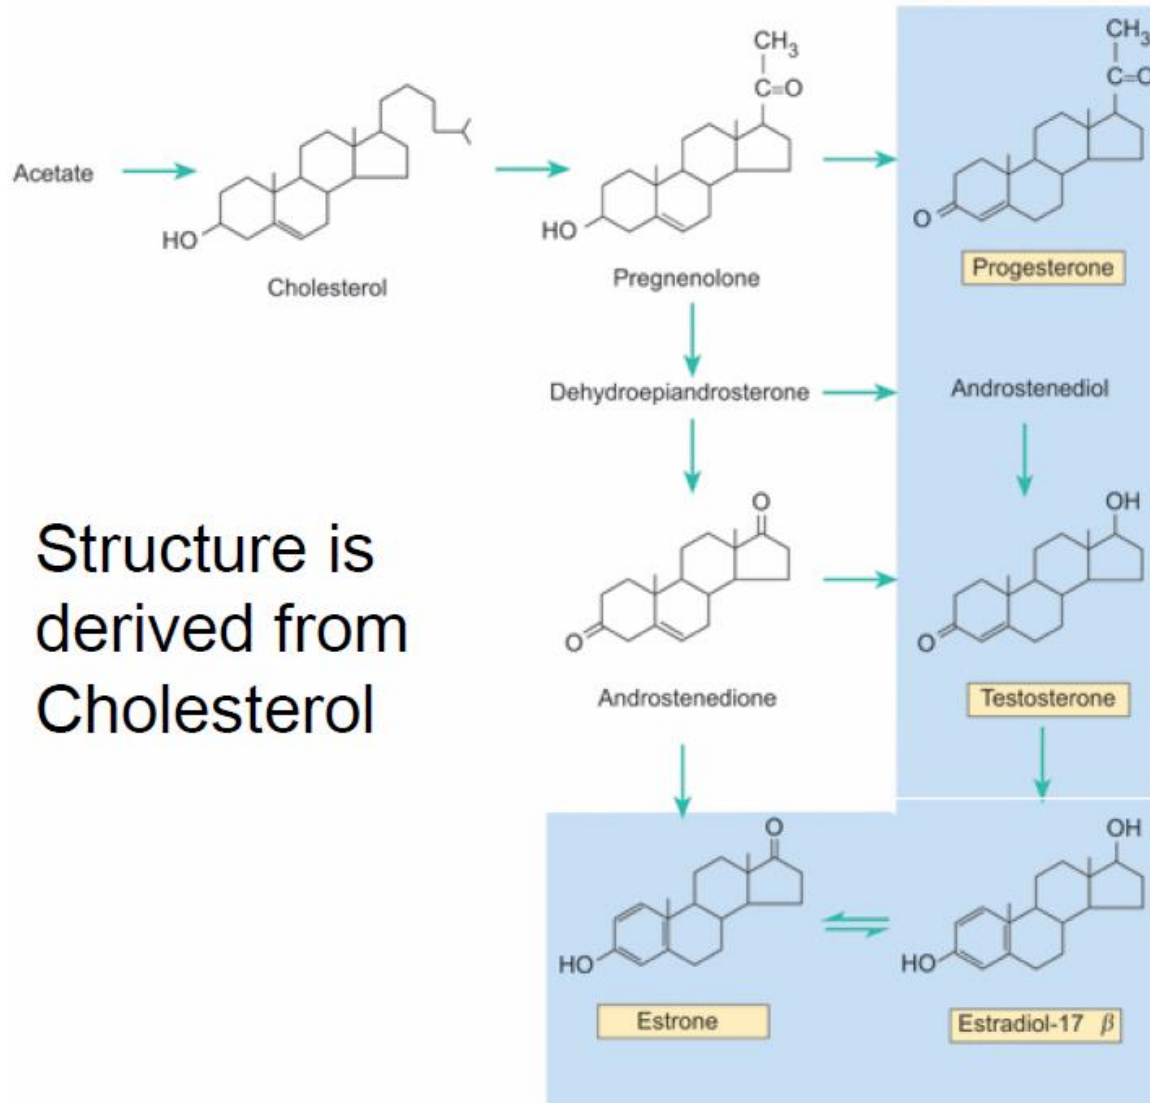 CH₃
C=O
CH₃
C=O
Acetate
HO
Cholesterol
HO
Pregnenolone
O
Progesterone
Dehydroepiandrosterone
Androstenediol
Structure is
derived from
Cholesterol
O
O
Androstenedione
OH
O
Testosterone
O
HO
Estrone
OH
HO
Estradiol-17 β